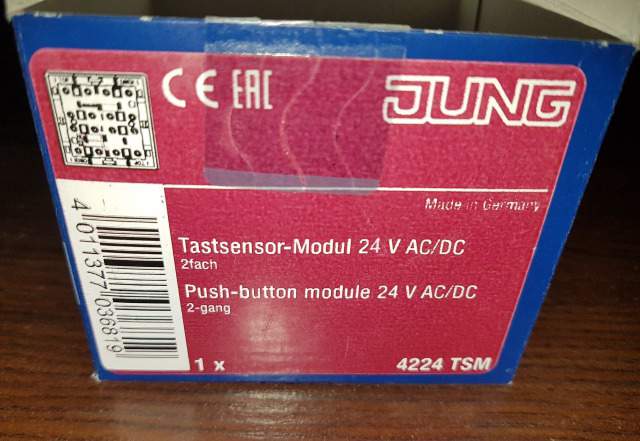 CE EAC
JUNG
Made in Germany
Tastsensor-Modul 24 V AC/DC
2fach
Push-button module 24 V AC/DC
2-gang
1 x
4224 TSM
4 011377 036819